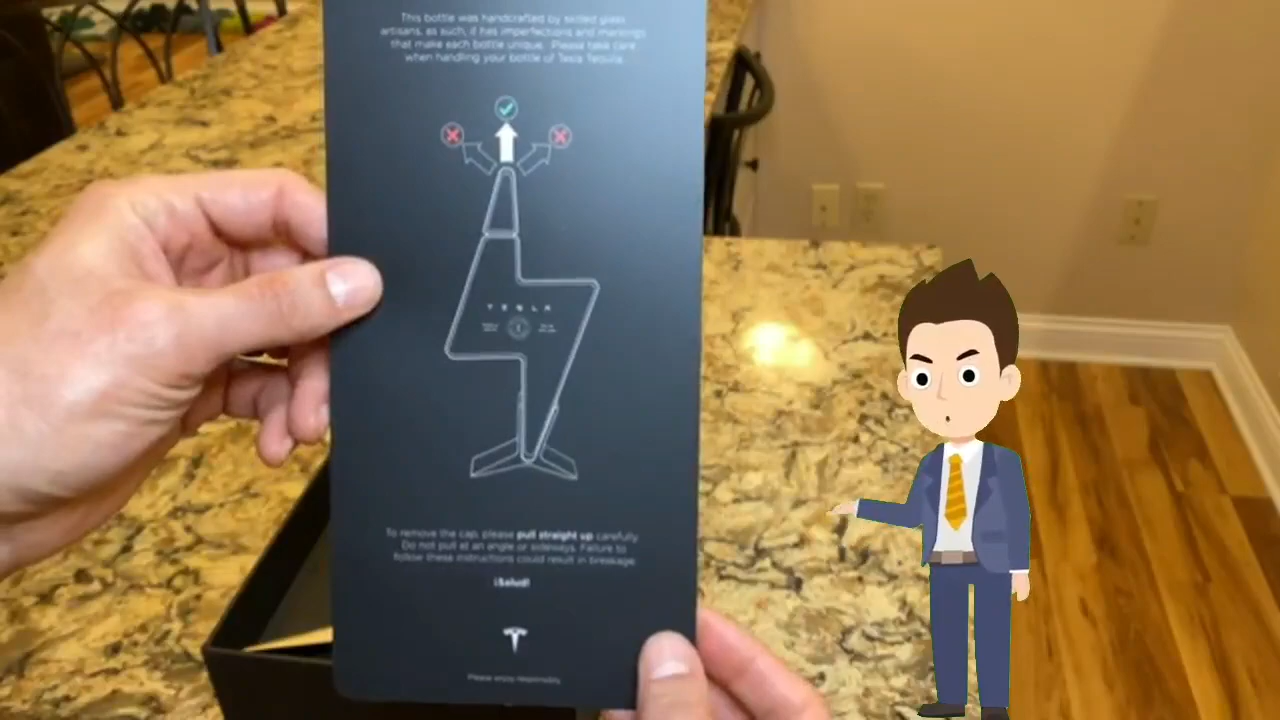 This bottle was handcrafted by skilled glass
artisans, as such, it has imperfections and markings
that make each bottle unique. Please take care
when handling your bottle of Tesla Tequila.
TESLA
To remove the cap, please pull straight up carefully.
Do not pull at an angle or sideways. Failure to
follow these instructions could result in breakage.
¡Salud!
Please enjoy responsibly.